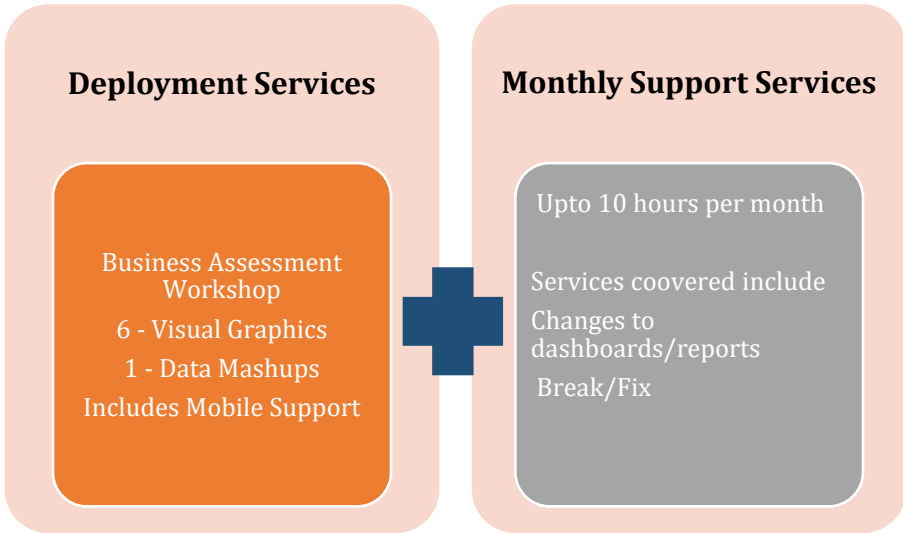 Deployment Services
Business Assessment
Workshop
6 - Visual Graphics
1 - Data Mashups
Includes Mobile Support
Monthly Support Services
Upto 10 hours per month
Services coovered include
Changes to
dashboards/reports
Break/Fix